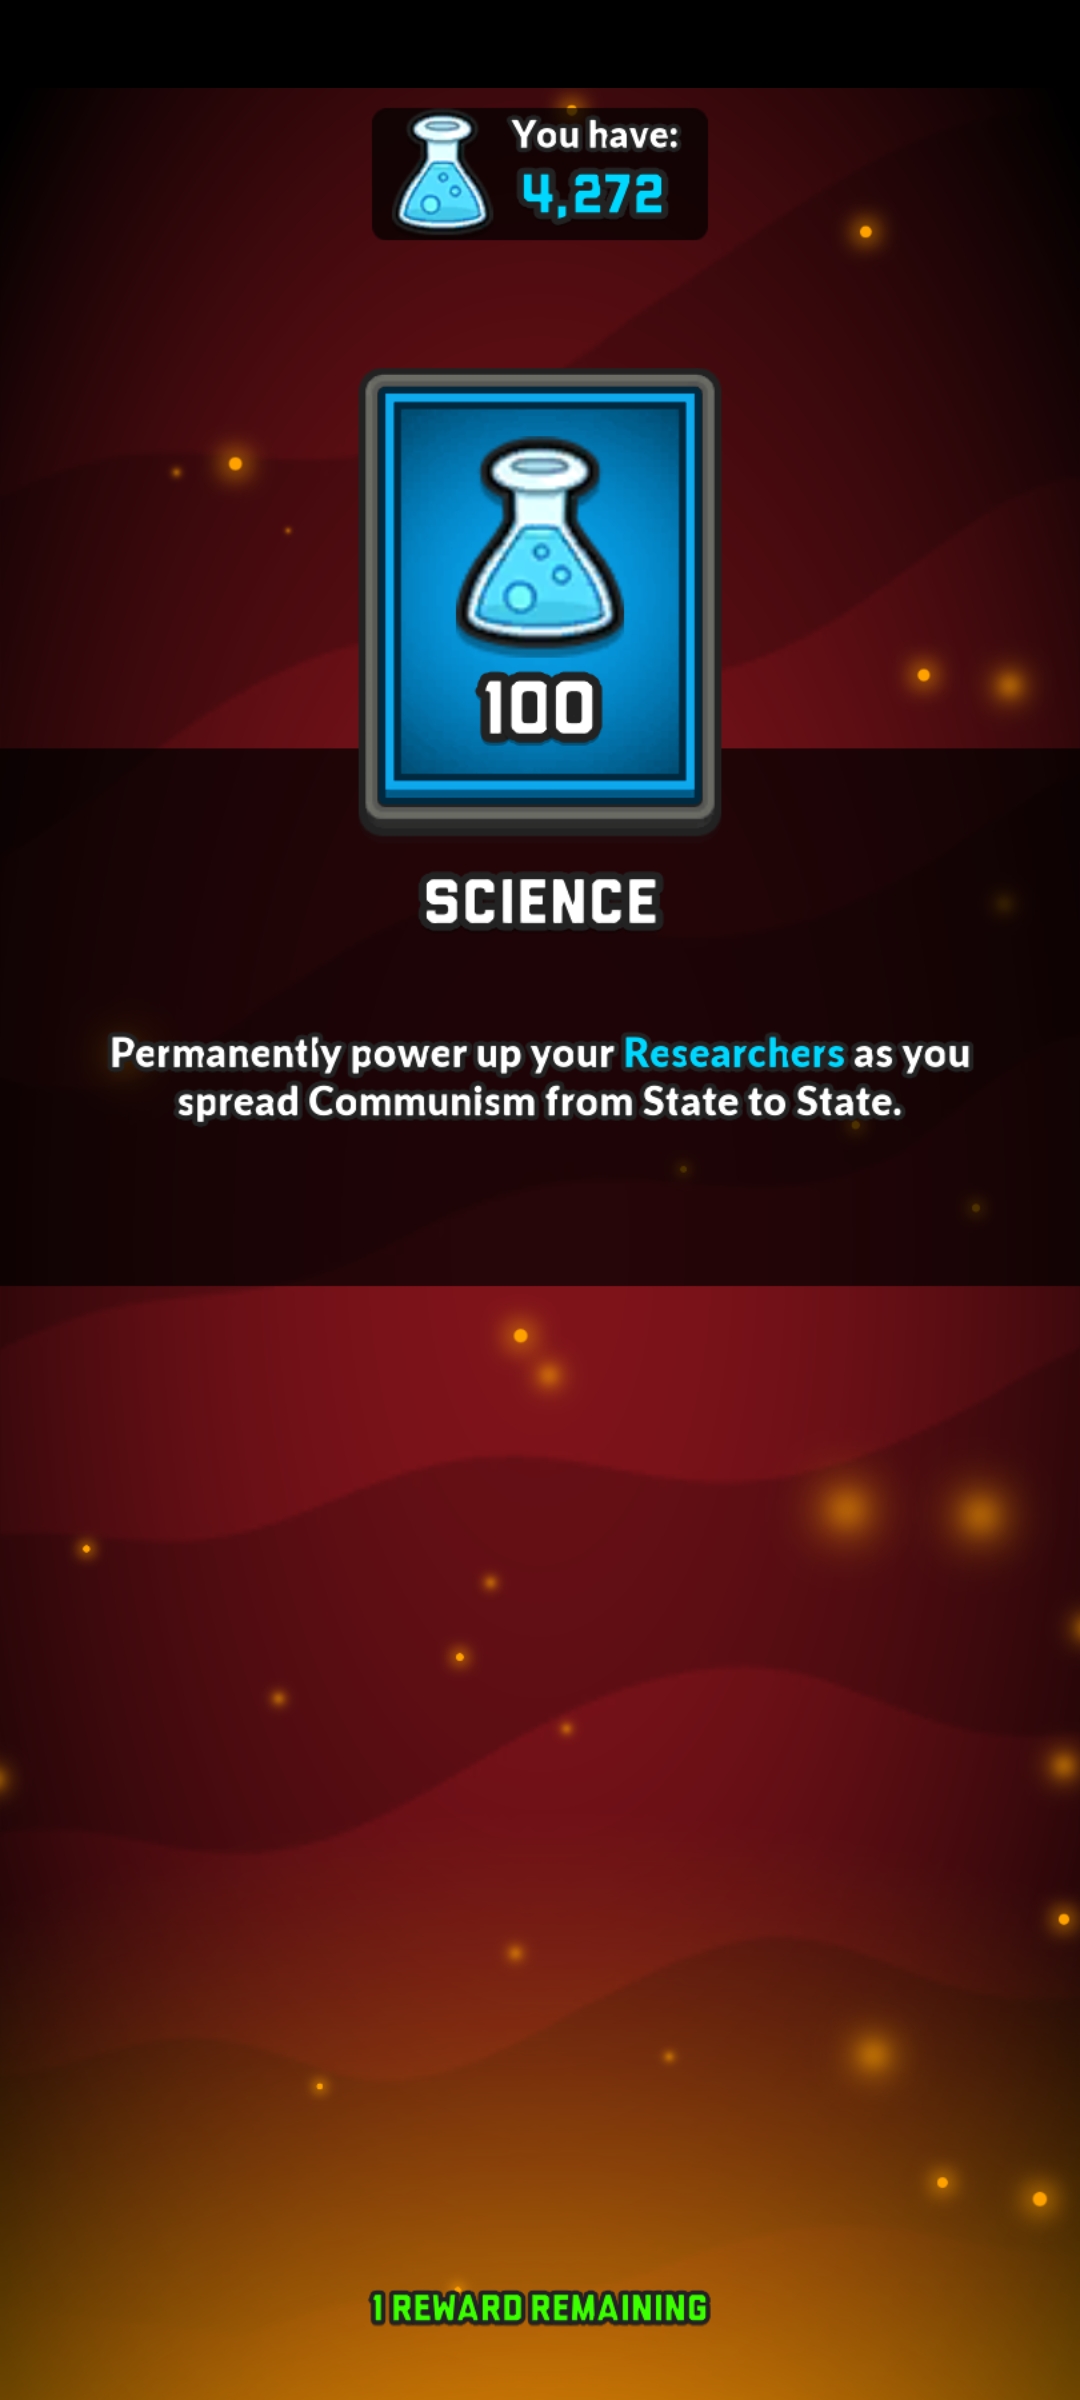 You have:
4,272
100
SCIENCE
Permanently power up your Researchers as you
spread Communism from State to State.
1 REWARD REMAINING